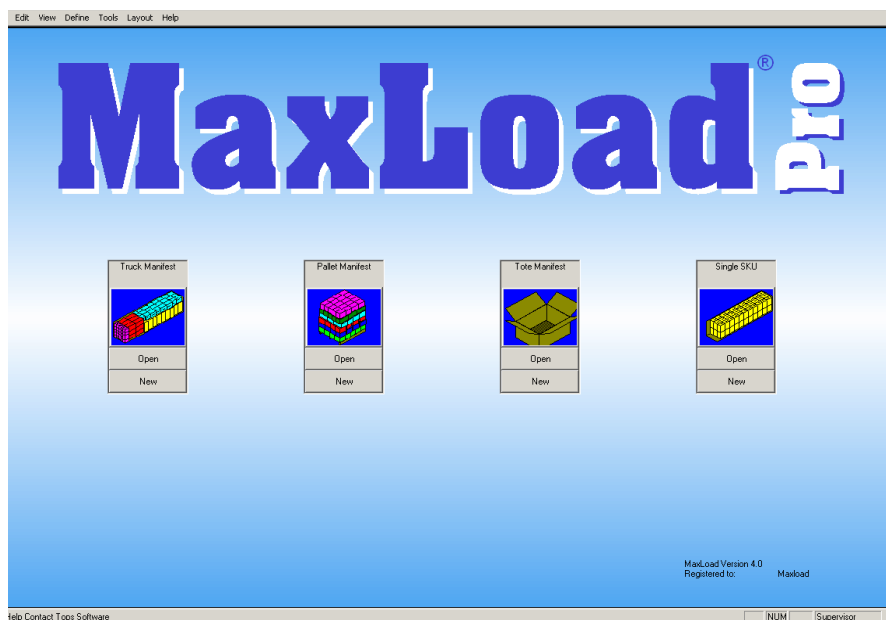 Edit View Define Tools Layout Help
MaxLoad® Pro
Truck Manifest
Pallet Manifest
Tote Manifest
Single SKU
Open
Open
Open
Open
New
New
New
New
MaxLoad Version 4.0
Registered to: Maxload
Help Contact Tops Software
NUM Supervisor